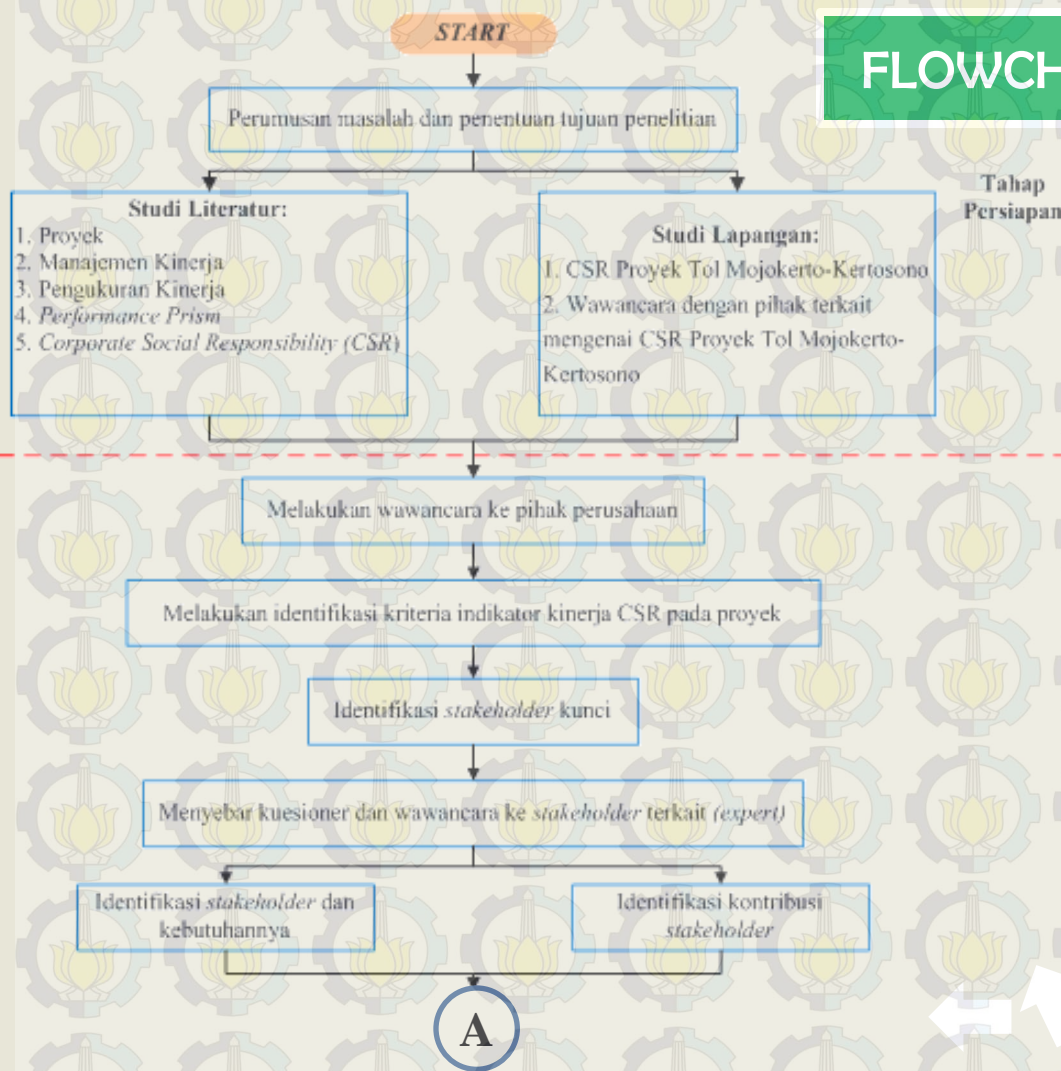 START
FLOWCH
Perumusan masalah dan penentuan tujuan penelitian
Tahap
Persiapan
Studi Literatur:
1. Proyek
2. Manajemen Kinerja
3. Pengukuran Kinerja
4. Performance Prism
5. Corporate Social Responsibility (CSR)
Studi Lapangan:
1. CSR Proyek Tol Mojokerto-Kertosono
2. Wawancara dengan pihak terkait
mengenai CSR Proyek Tol Mojokerto-
Kertosono
Melakukan wawancara ke pihak perusahaan
Melakukan identifikasi kriteria indikator kinerja CSR pada proyek
Identifikasi stakeholder kunci
Menyebar kuesioner dan wawancara ke stakeholder terkait (expert)
Identifikasi stakeholder dan
kebutuhannya
Identifikasi kontribusi
stakeholder
A